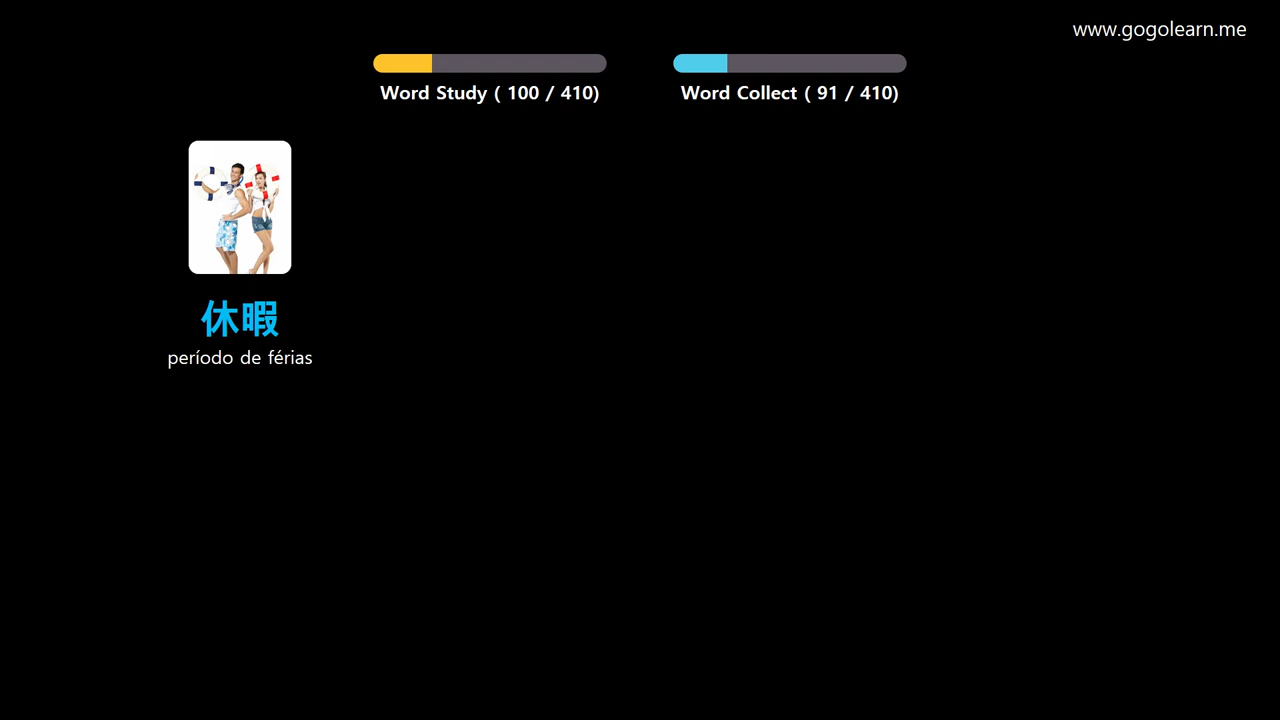 www.gogolearn.me
Word Study ( 100 / 410)
Word Collect ( 91 / 410)
休暇
período de férias